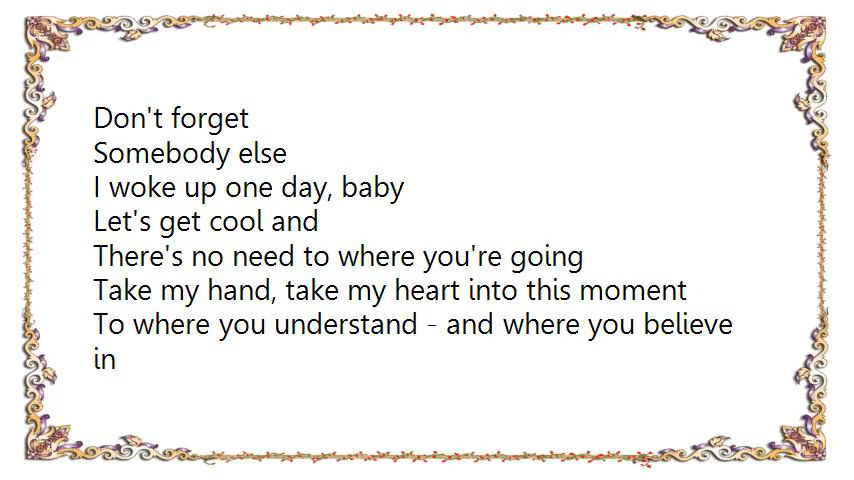 Don't forget
Somebody else
I woke up one day, baby
Let's get cool and
There's no need to where you're going
Take my hand, take my heart into this moment
To where you understand - and where you believe
in